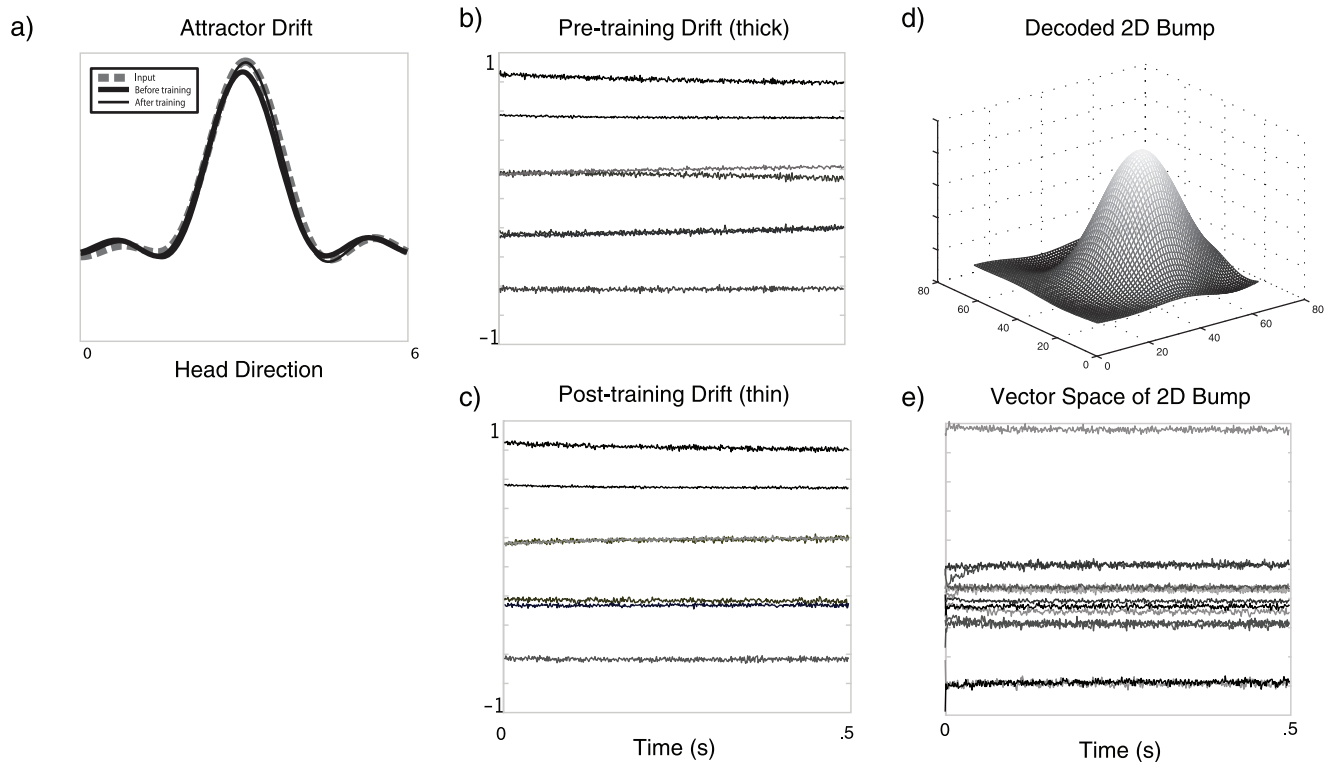 a)
Attractor Drift
Input
Before training
After training
0
6
Head Direction
b)
Pre-training Drift (thick)
1
-1
c)
Post-training Drift (thin)
1
-1
0
.5
Time (s)
d)
Decoded 2D Bump
80
60
40
20
0
0
20
40
60
80
e)
Vector Space of 2D Bump
0
.5
Time (s)